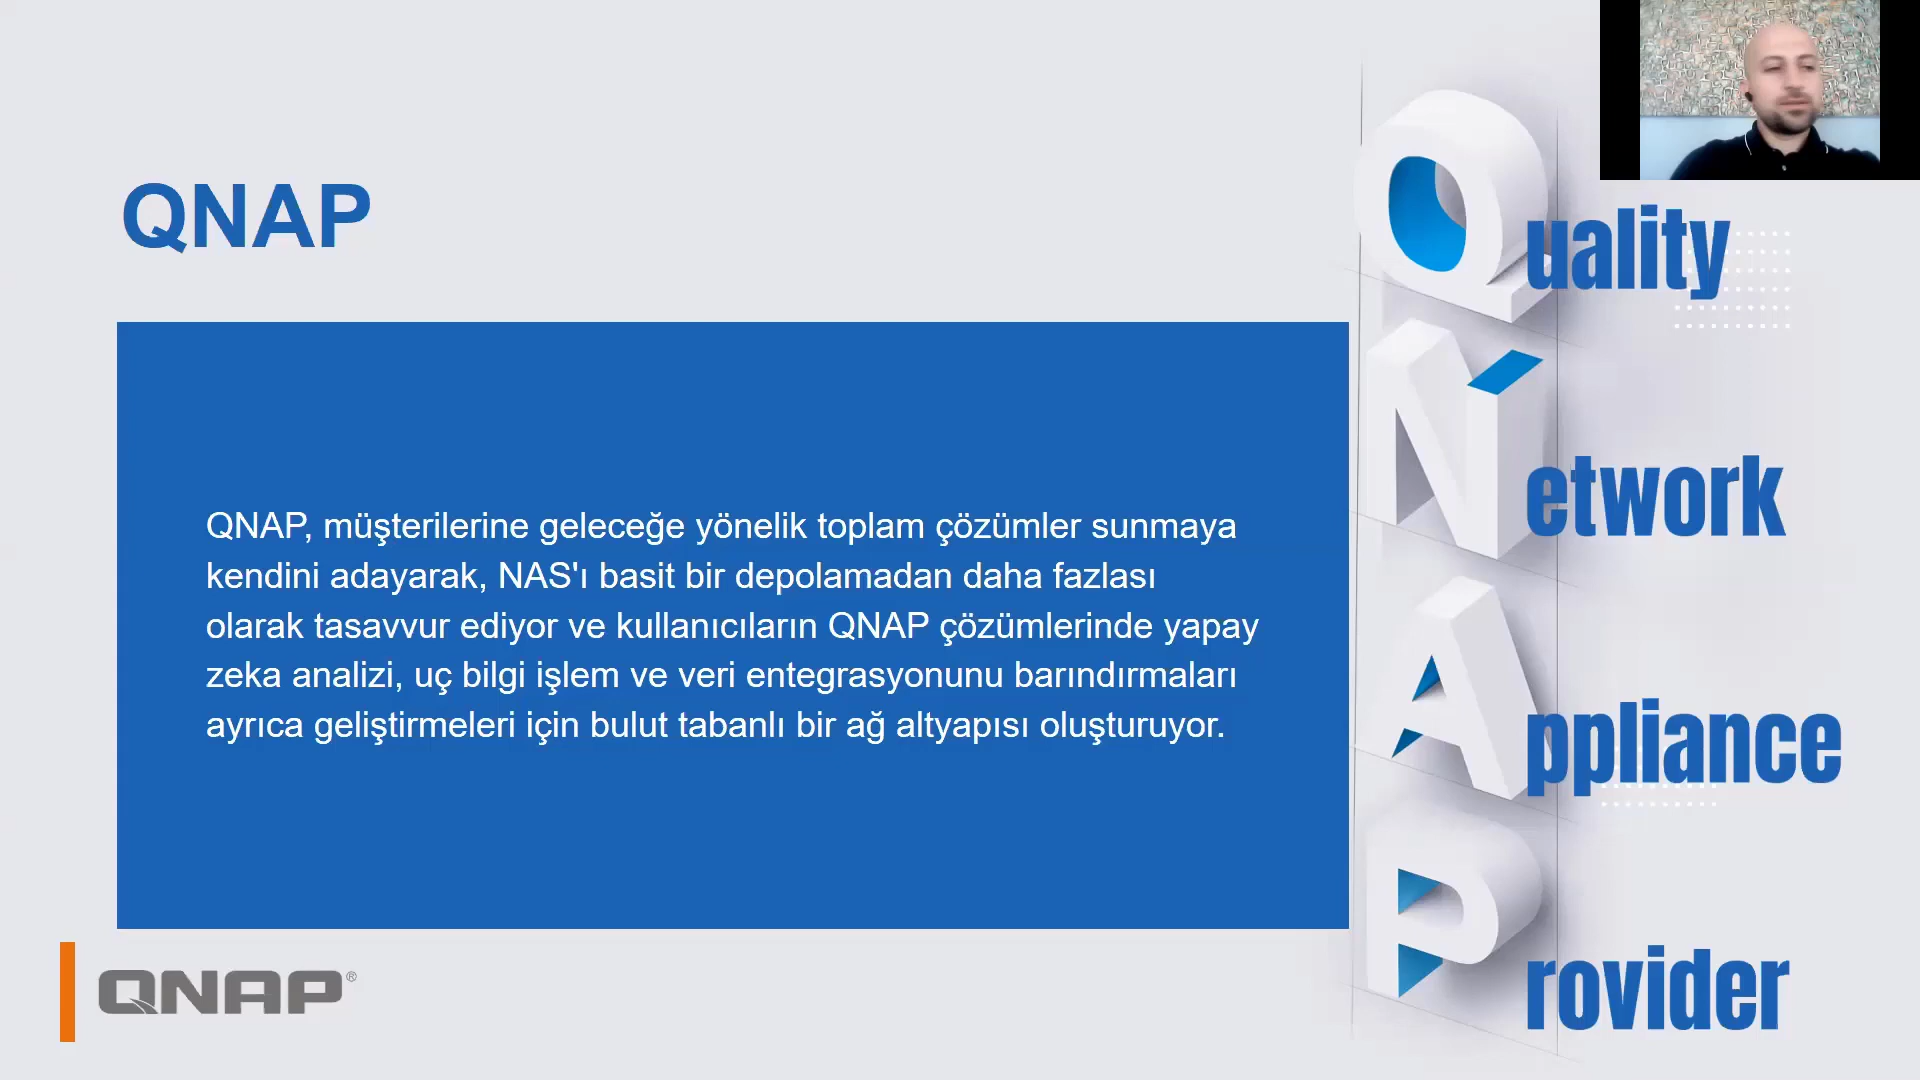 QNAP
QNAP, müşterilerine geleceğe yönelik toplam çözümler sunmaya
kendini adayarak, NAS'ı basit bir depolamadan daha fazlası
olarak tasavvur ediyor ve kullanıcıların QNAP çözümlerinde yapay
zeka analizi, uç bilgi işlem ve veri entegrasyonunu barındırmaları
ayrıca geliştirmeleri için bulut tabanlı bir ağ altyapısı oluşturuyor.
Quality
Network
Appliance
Provider
QNAP®